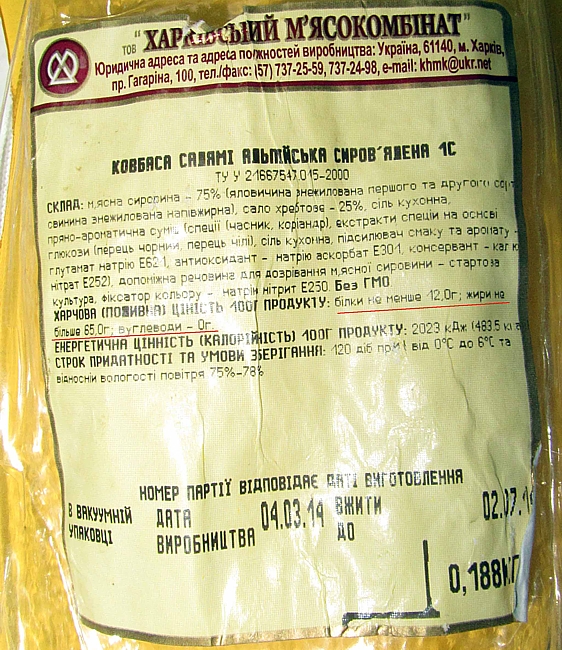 ТОВ "ХАРКІВСЬКИЙ М'ЯСОКОМБІНАТ"
Юридична адреса та адреса потужностей виробництва: Україна, 61140, м. Харків,
пр. Гагаріна, 100, тел./факс: (57) 737-25-59, 737-24-98, e-mail: khmk@ukr.net
КОВБАСА САЛЯМІ АЛЬПІЙСЬКА СИРОВ'ЯЛЕНА 1С
ТУ У 21667547.015-2000
СКЛАД: м,ясна сировина - 75% (яловичина знежилована першого та другого
свинина знежилована напівжирна), сало хребтове - 25%, сіль кухонна,
пряно-ароматична суміш (спеції (часник, коріандр), екстракти спецій на основі
глюкози (перець чорний, перець чілі), сіль кухонна, підсилювач смаку та аромату -
глутамат натрію Е621, антиоксидант - натрію аскорбат Е301, консервант -
нітрат Е252), допоміжна речовина для дозрівання м,ясної сировини - стартова
культура, фіксатор кольору - натрій нітрит Е250. Без ГМО.
ХАРЧОВА (ПОЖИВНА) ЦІННІСТЬ 100Г ПРОДУКТУ: білки не менше 12,0г; жири не
більше 65,0г; вуглеводи - 0г.
ЕНЕРГЕТИЧНА ЦІННІСТЬ (КАЛОРІЙНІСТЬ) 100Г ПРОДУКТУ: 2023 кДж (483,5
СТРОК ПРИДАТНОСТІ ТА УМОВИ ЗБЕРІГАННЯ: 120 діб при t від 0°С до 6°С та
відносній вологості повітря 75%-78%
НОМЕР ПАРТІЇ ВІДПОВІДАЄ ДАТІ ВИГОТОВЛЕННЯ
В ВАКУУМНІЙ УПАКОВЦІ
ДАТА ВИРОБНИЦТВА 04.03.14 ВЖИТИ ДО 02.07.14
0,188КГ